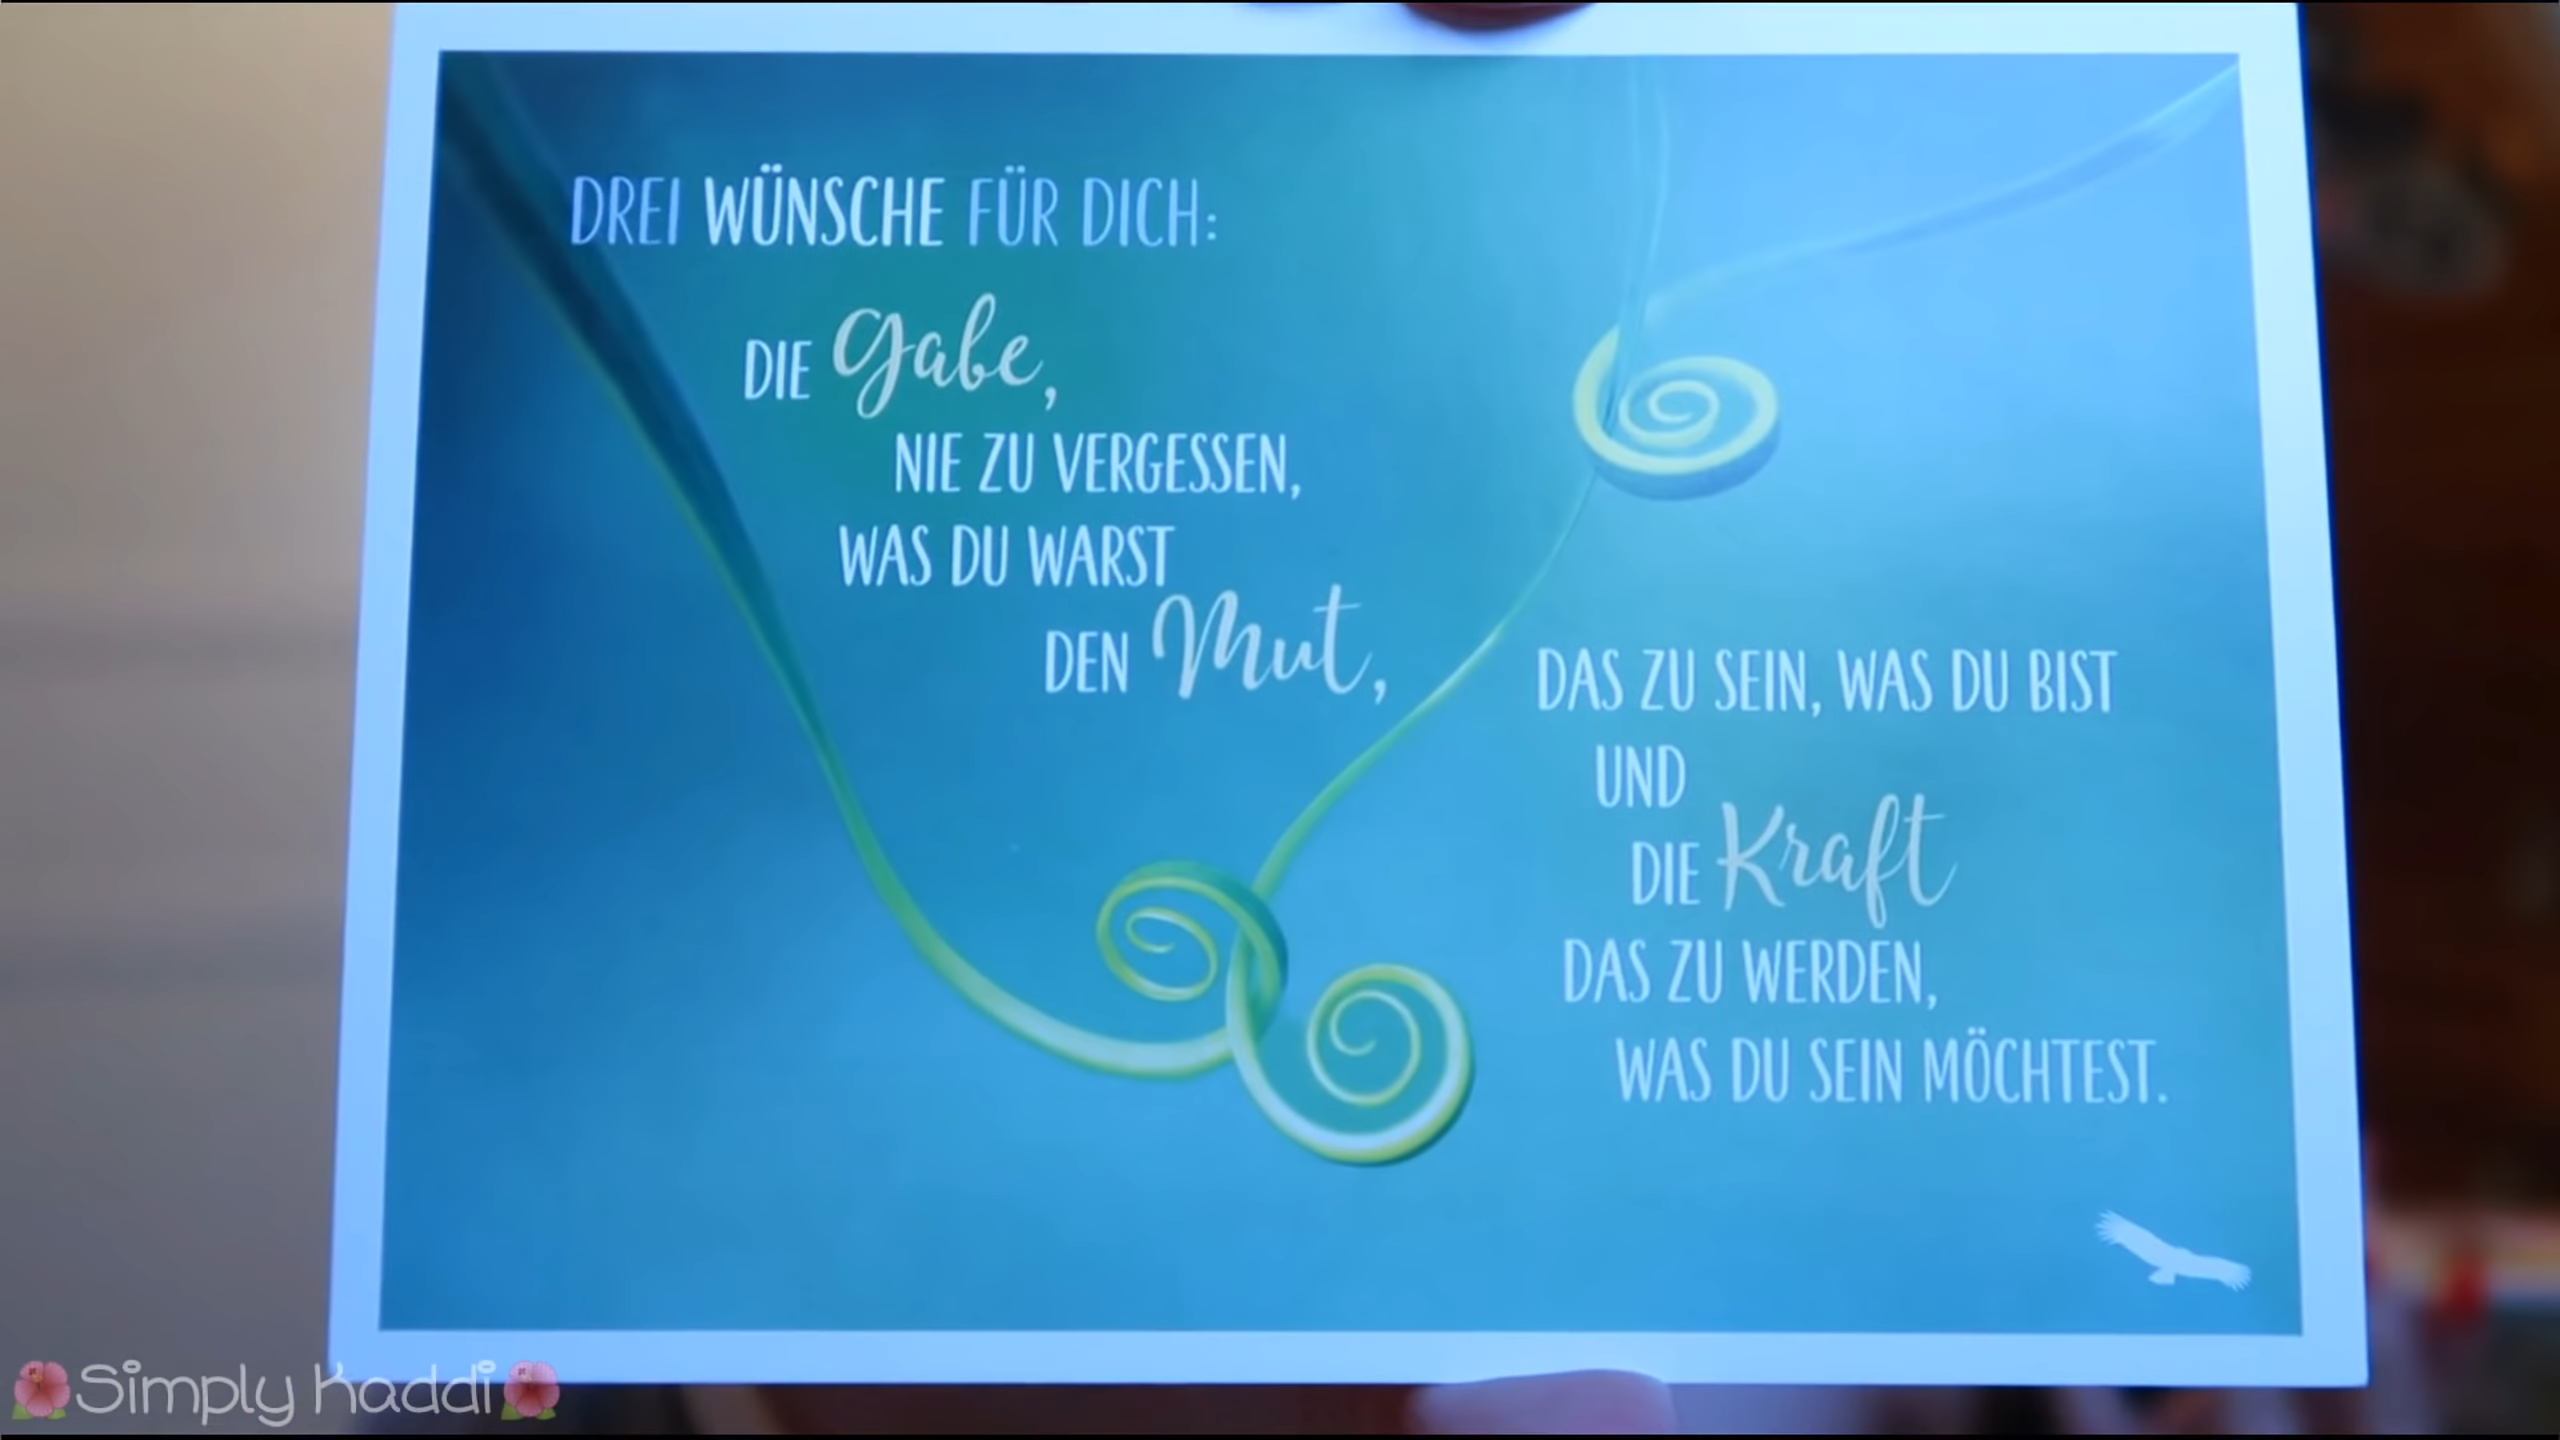 DREI WÜNSCHE FÜR DICH:
DIE Gabe,
NIE ZU VERGESSEN,
WAS DU WARST
DEN Mut,
DAS ZU SEIN, WAS DU BIST
UND
DIE Kraft
DAS ZU WERDEN,
WAS DU SEIN MÖCHTEST.
Simply Kaddi